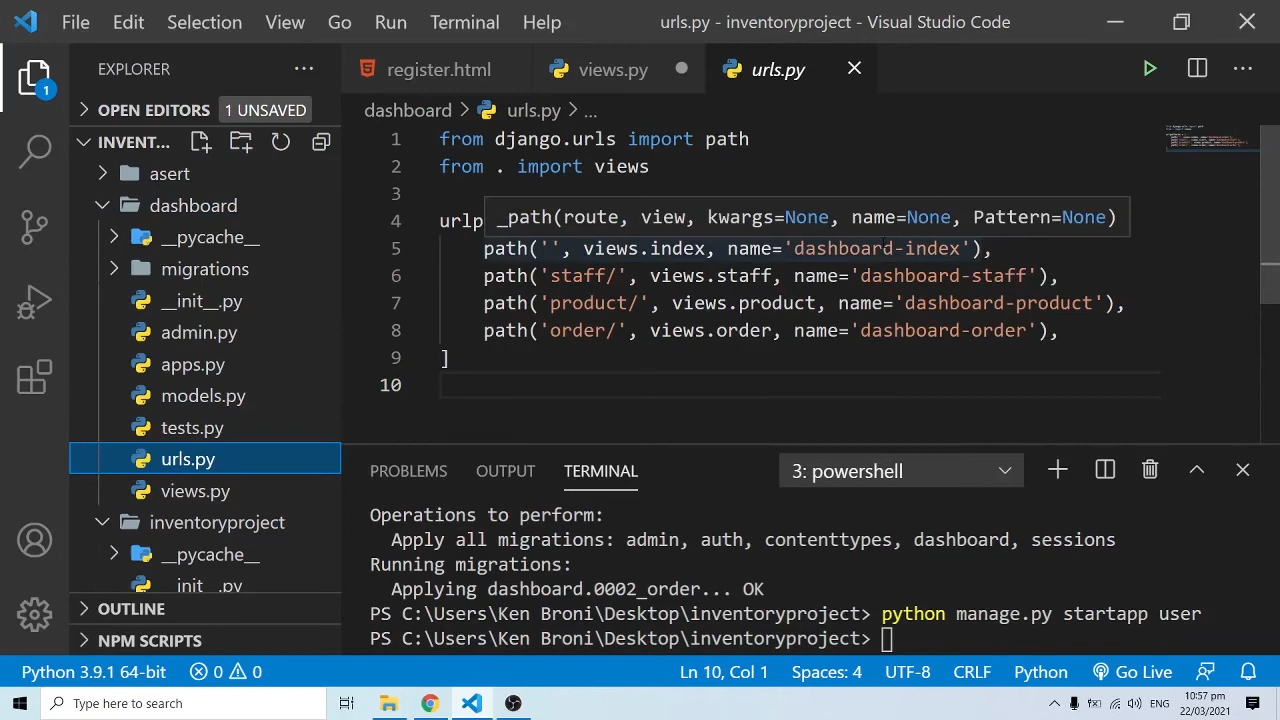 File Edit Selection View Go Run Terminal Help urls.py - inventoryproject - Visual Studio Code
EXPLORER
register.html views.py urls.py
OPEN EDITORS 1 UNSAVED
dashboard > urls.py > ...
INVENT...
asert
dashboard
__pycache__
migrations
__init__.py
admin.py
apps.py
models.py
tests.py
urls.py
views.py
inventoryproject
__pycache__
__init__.py
OUTLINE
NPM SCRIPTS
1
1 from django.urls import path
2 from . import views
3
4 urlp
_path(route, view, kwargs=None, name=None, Pattern=None)
5 path('', views.index, name='dashboard-index'),
6 path('staff/', views.staff, name='dashboard-staff'),
7 path('product/', views.product, name='dashboard-product'),
8 path('order/', views.order, name='dashboard-order'),
9 ]
10
PROBLEMS OUTPUT TERMINAL 3: powershell
Operations to perform:
Apply all migrations: admin, auth, contenttypes, dashboard, sessions
Running migrations:
Applying dashboard.0002_order... OK
PS C:\Users\Ken Broni\Desktop\inventoryproject> python manage.py startapp user
PS C:\Users\Ken Broni\Desktop\inventoryproject>
Python 3.9.1 64-bit 0 0 Ln 10, Col 1 Spaces: 4 UTF-8 CRLF Python Go Live
Type here to search
ENG
10:57 pm
22/03/2021